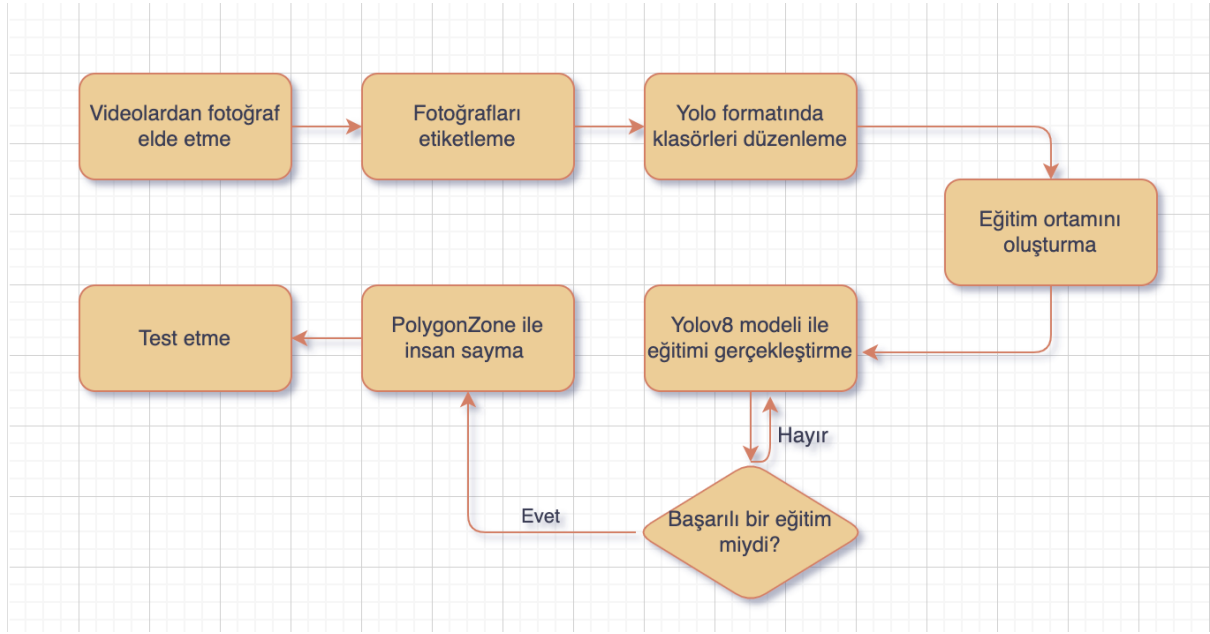 Videolardan fotoğraf
elde etme
Fotoğrafları
etiketleme
Yolo formatında
klasörleri düzenleme
Eğitim ortamını
oluşturma
Yolov8 modeli ile
eğitimi gerçekleştirme
Hayır
Başarılı bir eğitim
miydi?
Evet
PolygonZone ile
insan sayma
Test etme